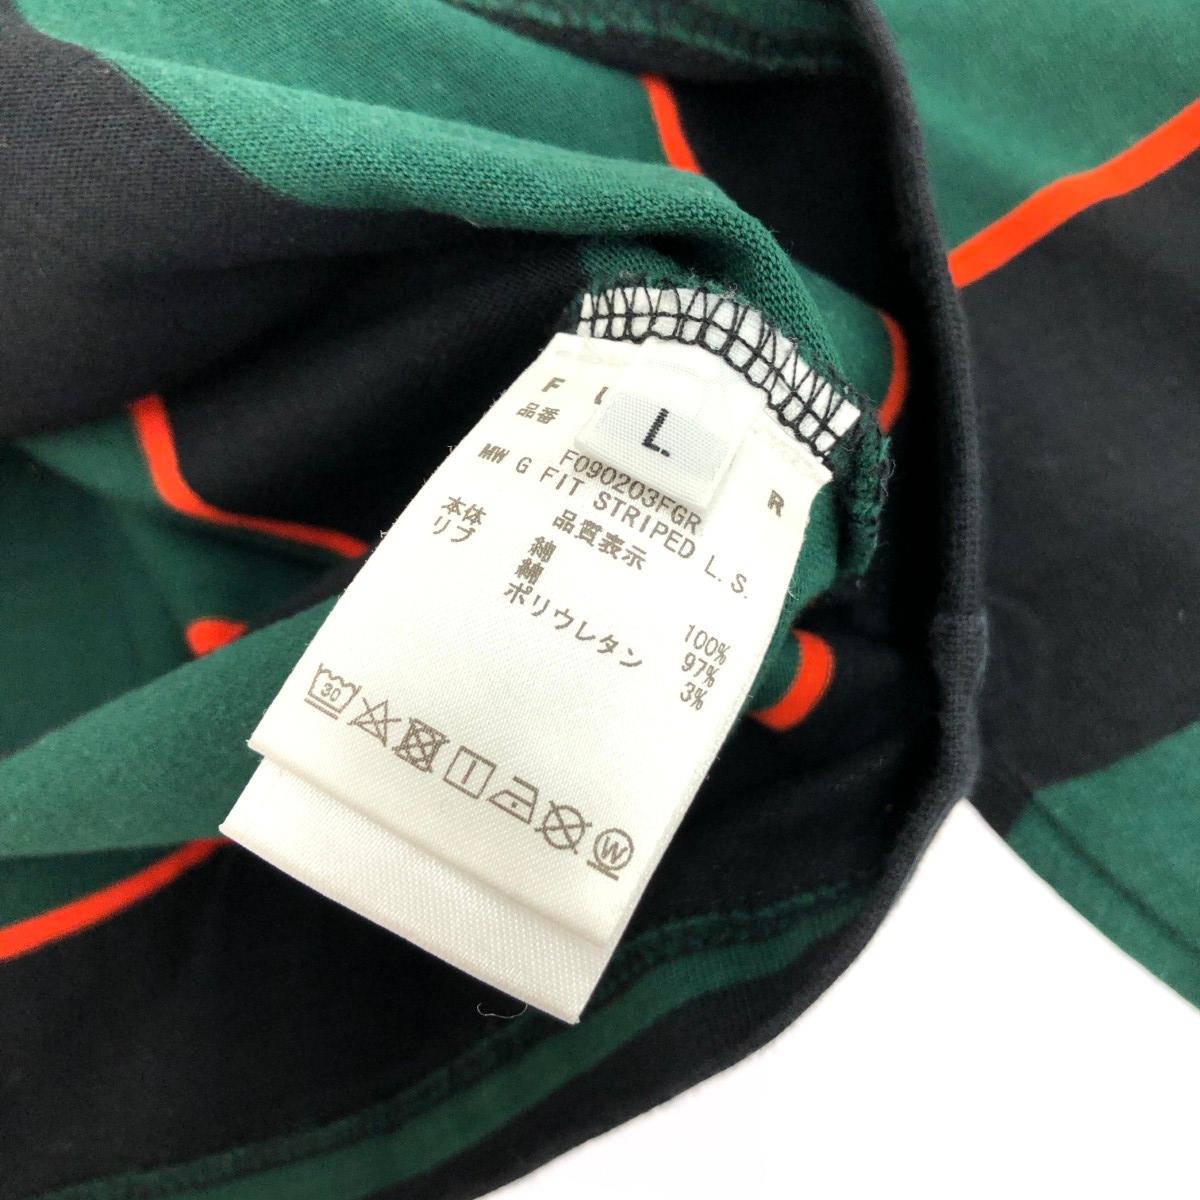 F U R
L.
品番 F090203FGR
MW G FIT STRIPED L.S.
品質表示
本体 綿 100%
リブ 綿 97%
ポリウレタン 3%
30
W